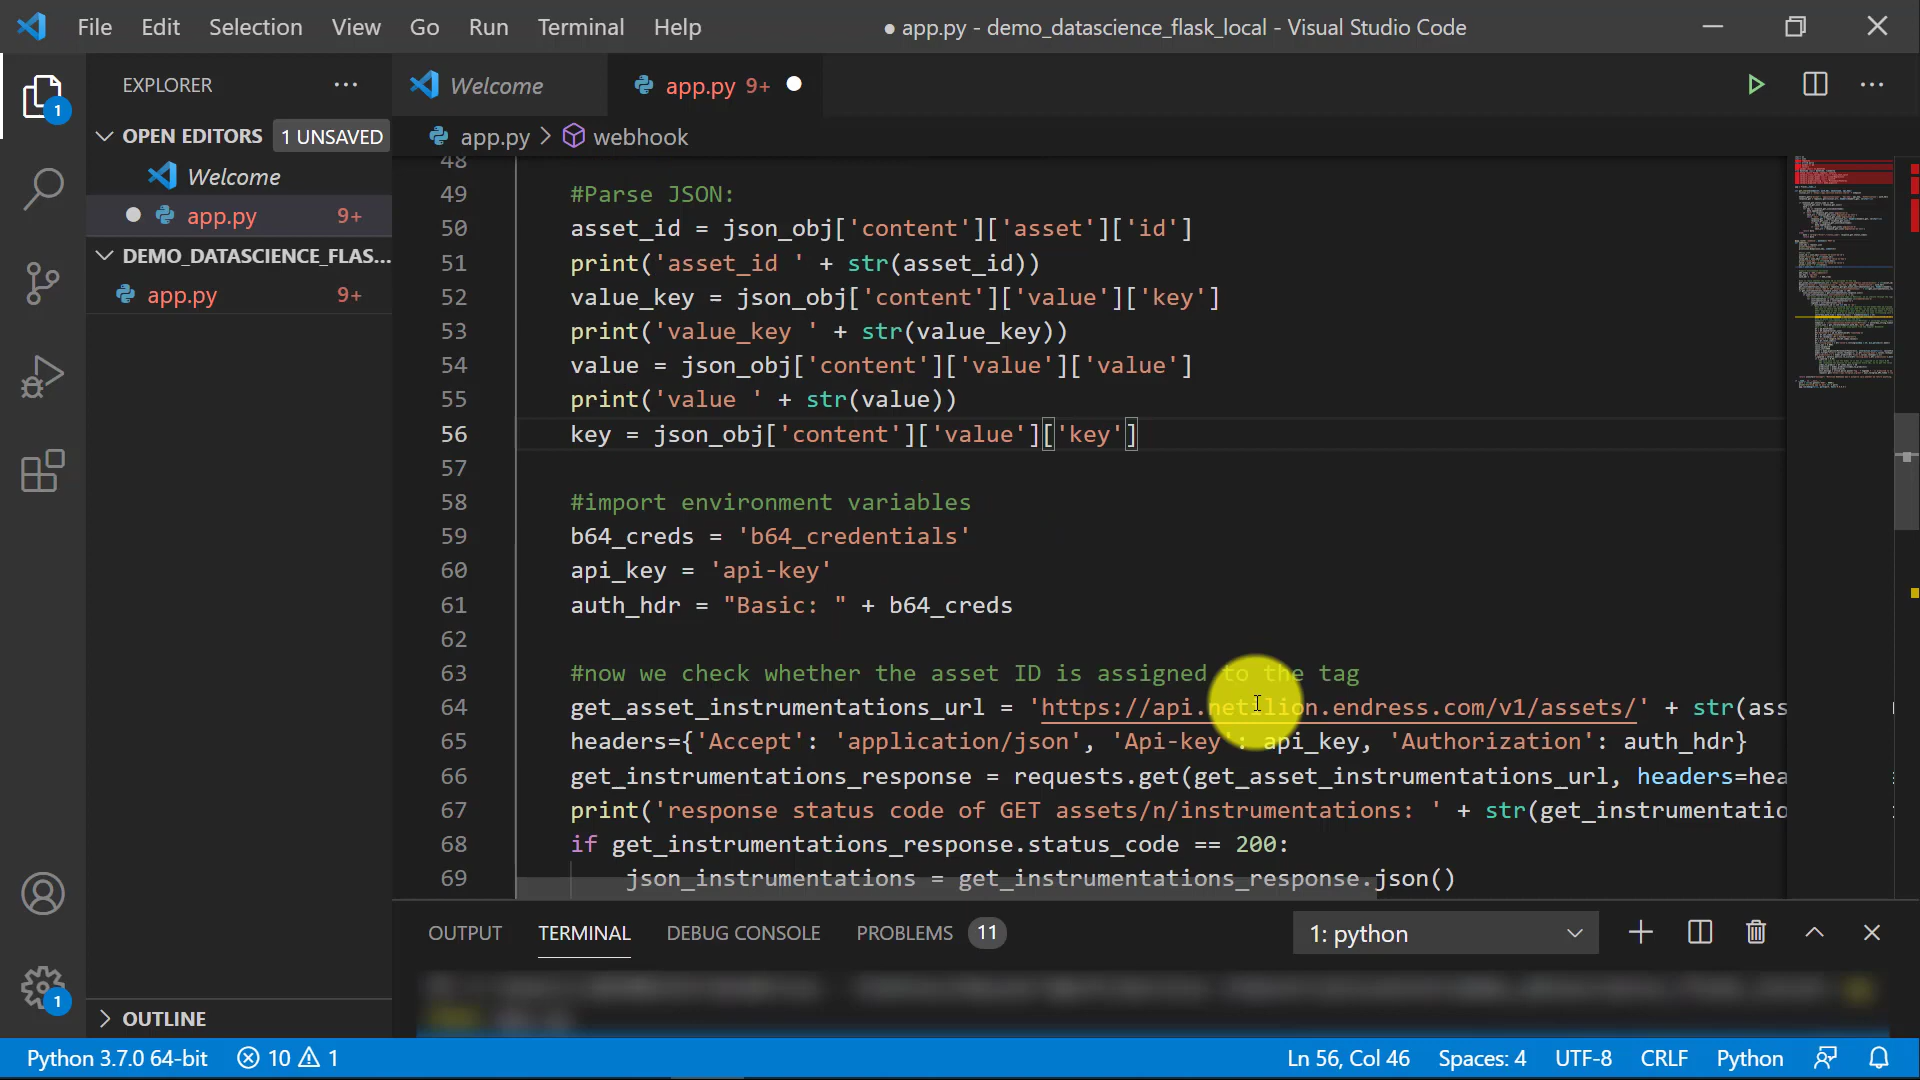 File Edit Selection View Go Run Terminal Help
● app.py - demo_datascience_flask_local - Visual Studio Code
EXPLORER ...
Welcome
app.py 9+
1
OPEN EDITORS 1 UNSAVED
Welcome
app.py 9+
DEMO_DATASCIENCE_FLAS...
app.py 9+
app.py > webhook
48
49 #Parse JSON:
50 asset_id = json_obj['content']['asset']['id']
51 print('asset_id ' + str(asset_id))
52 value_key = json_obj['content']['value']['key']
53 print('value_key ' + str(value_key))
54 value = json_obj['content']['value']['value']
55 print('value ' + str(value))
56 key = json_obj['content']['value']['key']
57
58 #import environment variables
59 b64_creds = 'b64_credentials'
60 api_key = 'api-key'
61 auth_hdr = "Basic: " + b64_creds
62
63 #now we check whether the asset ID is assigned to the tag
64 get_asset_instrumentations_url = 'https://api.netilion.endress.com/v1/assets/' + str(ass
65 headers={'Accept': 'application/json', 'Api-key': api_key, 'Authorization': auth_hdr}
66 get_instrumentations_response = requests.get(get_asset_instrumentations_url, headers=hea
67 print('response status code of GET assets/n/instrumentations: ' + str(get_instrumentatio
68 if get_instrumentations_response.status_code == 200:
69 json_instrumentations = get_instrumentations_response.json()
OUTPUT TERMINAL DEBUG CONSOLE PROBLEMS 11
1: python
1
OUTLINE
Python 3.7.0 64-bit 10 1
Ln 56, Col 46 Spaces: 4 UTF-8 CRLF Python